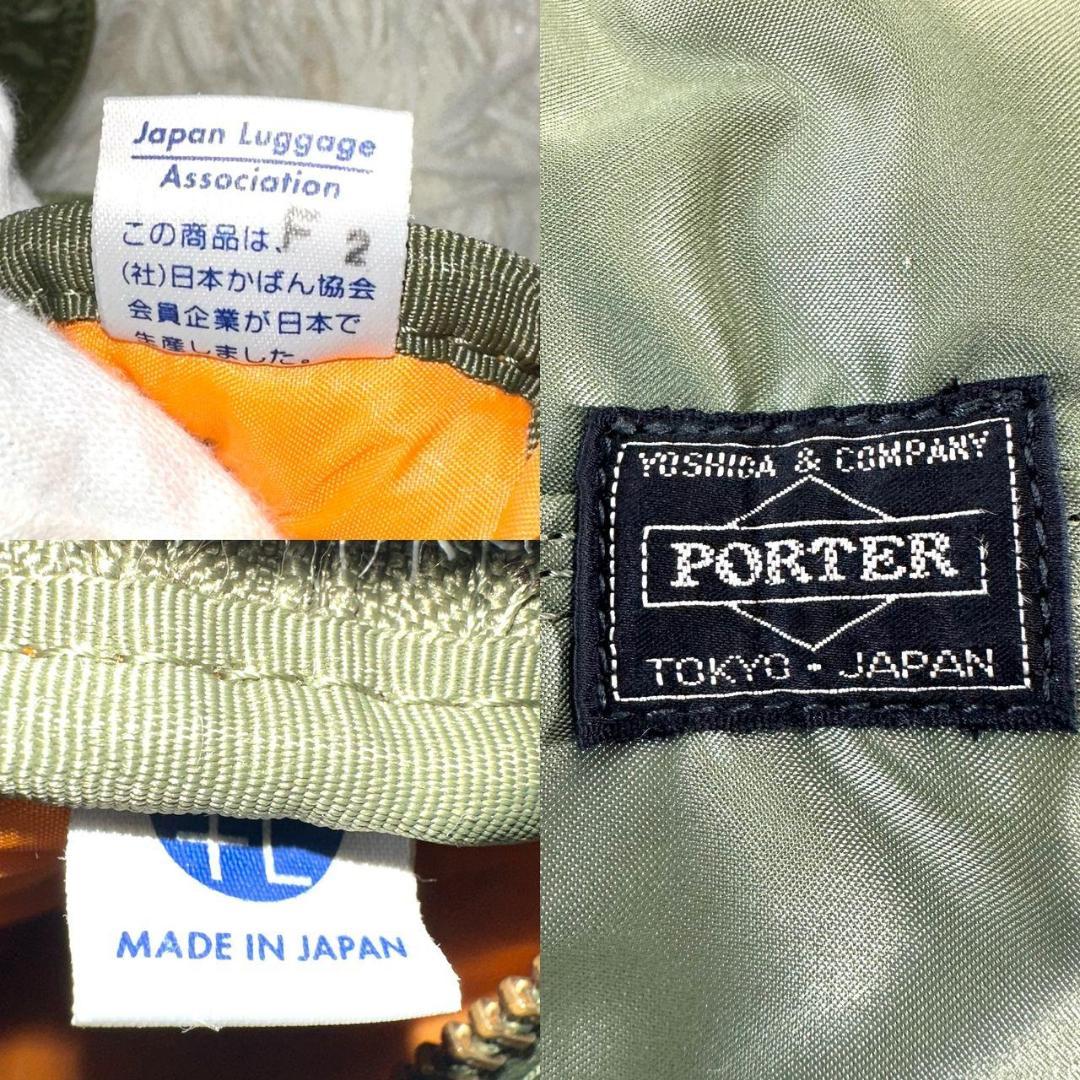 Japan Luggage
Association
この商品は、F 2
(社)日本かばん協会
会員企業が日本で
生産しました。
MADE IN JAPAN
YOSHIDA & COMPANY
PORTER
TOKYO・JAPAN